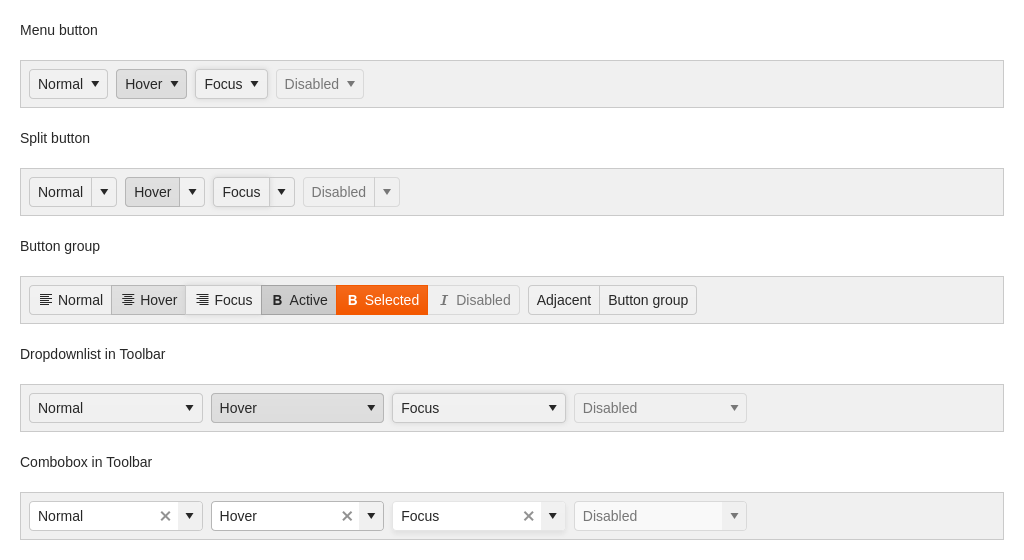 Menu button
Normal Hover Focus Disabled
Split button
Normal Hover Focus Disabled
Button group
Normal Hover Focus B Active B Selected I Disabled Adjacent Button group
Dropdownlist in Toolbar
Normal Hover Focus Disabled
Combobox in Toolbar
Normal Hover Focus Disabled